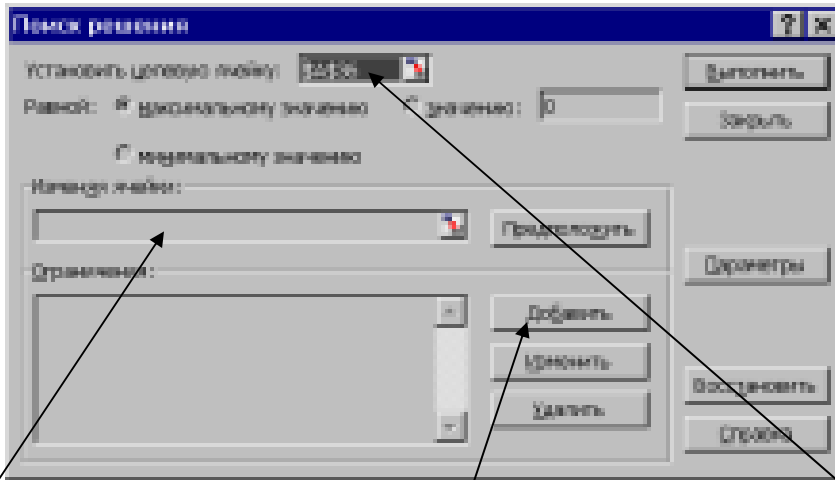 Поиск решения
Установить целевую ячейку:
Равной: максимальному значению значению: 0
минимальному значению
Изменяя ячейки:
Предположить
Ограничения:
Добавить
Изменить
Удалить
Выполнить
Закрыть
Параметры
Восстановить
Справка